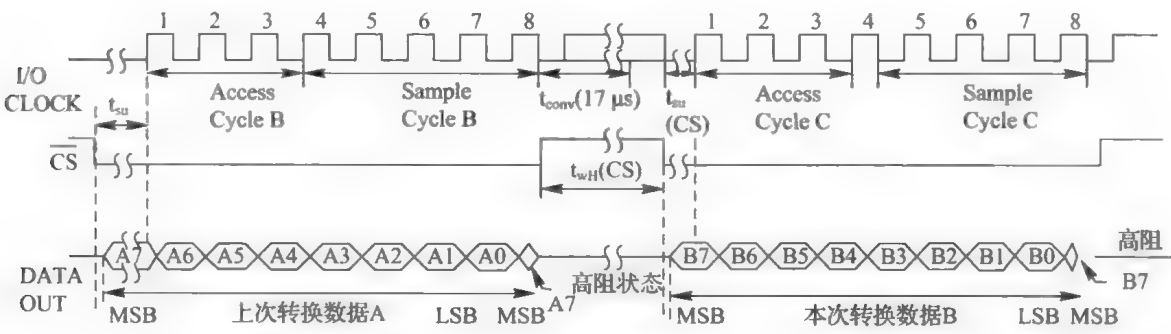 1 2 3 4 5 6 7 8 1 2 3 4 5 6 7 8
I/O
CLOCK
Access
Cycle B
Sample
Cycle B
tconv(17 μs)
tsu
(CS)
Access
Cycle C
Sample
Cycle C
tsu
CS
twH(CS)
DATA
OUT
A7 A6 A5 A4 A3 A2 A1 A0
A7
高阻状态
B7 B6 B5 B4 B3 B2 B1 B0
高阻
B7
MSB 上次转换数据A LSB MSB
MSB 本次转换数据B LSB MSB